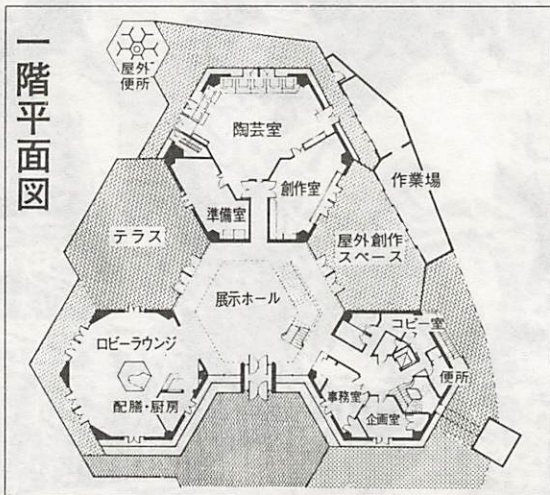 一階平面図
屋外
便所
陶芸室
作業場
準備室
創作室
テラス
屋外創作
スペース
展示ホール
コピー室
ロビーラウンジ
便所
配膳・厨房
事務室
企画室